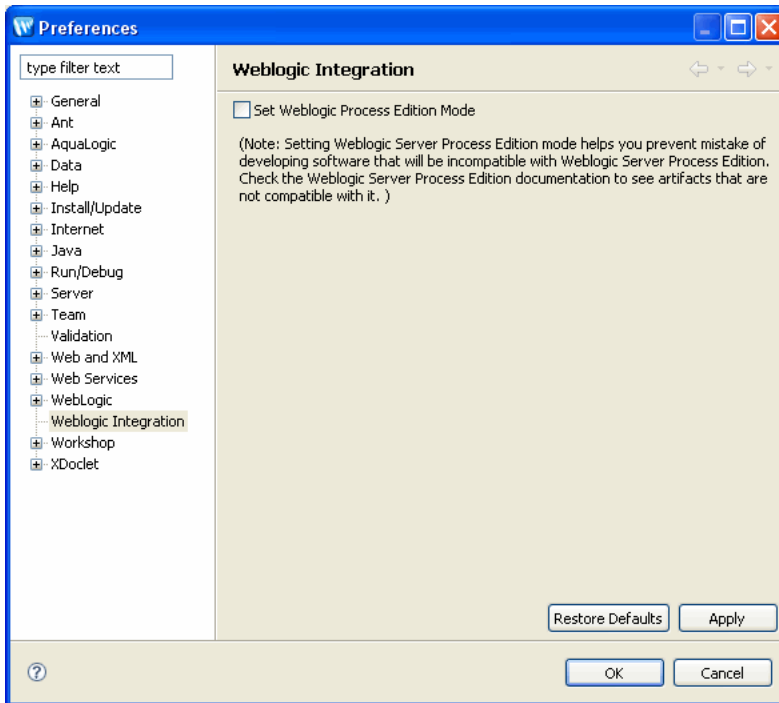 Preferences
type filter text
General
Ant
AquaLogic
Data
Help
Install/Update
Internet
Java
Run/Debug
Server
Team
Validation
Web and XML
Web Services
WebLogic
Weblogic Integration
Workshop
XDoclet
Weblogic Integration
Set Weblogic Process Edition Mode
(Note: Setting Weblogic Server Process Edition mode helps you prevent mistake of
developing software that will be incompatible with Weblogic Server Process Edition.
Check the Weblogic Server Process Edition documentation to see artifacts that are
not compatible with it. )
Restore Defaults
Apply
OK
Cancel